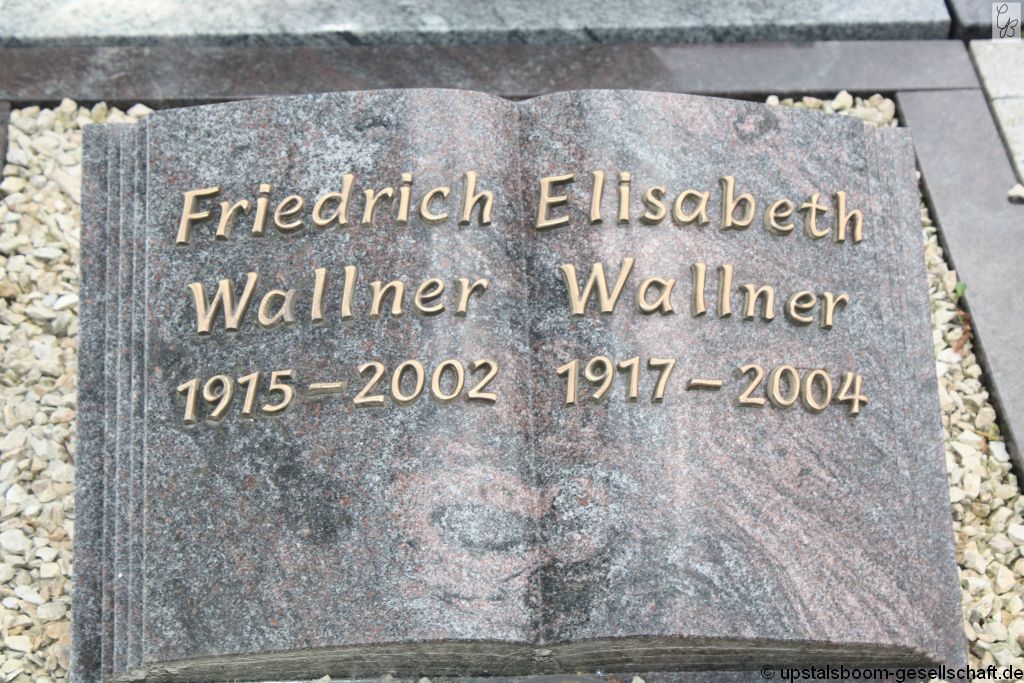 Friedrich
Wallner
1915 – 2002
Elisabeth
Wallner
1917 – 2004
© upstalsboom-gesellschaft.de